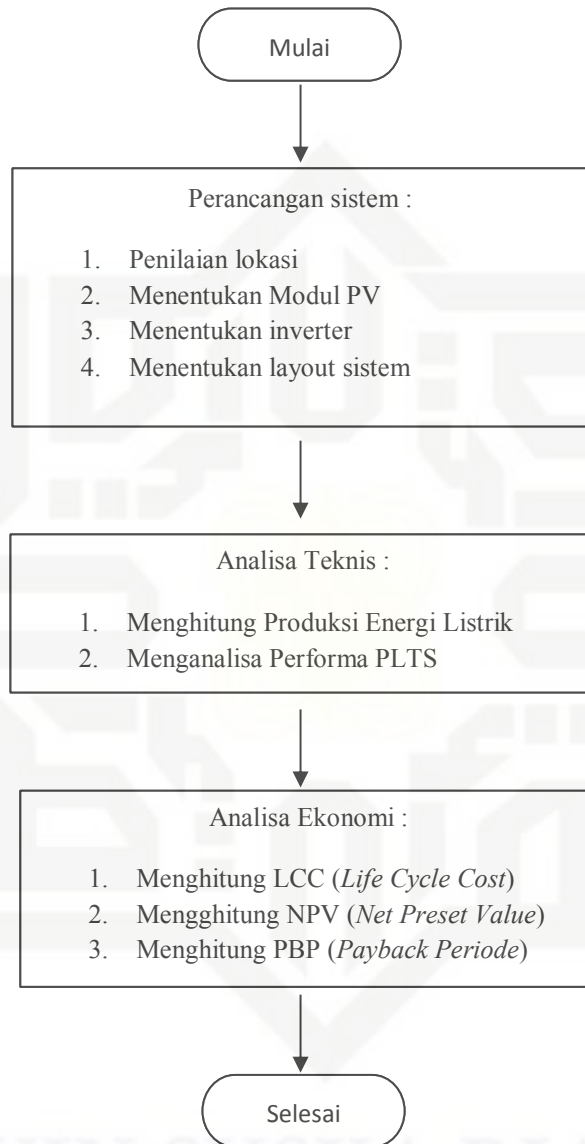 Mulai
Perancangan sistem :
1. Penilaian lokasi
2. Menentukan Modul PV
3. Menentukan inverter
4. Menentukan layout sistem
Analisa Teknis :
1. Menghitung Produksi Energi Listrik
2. Menganalisa Performa PLTS
Analisa Ekonomi :
1. Menghitung LCC (Life Cycle Cost)
2. Mengghitung NPV (Net Preset Value)
3. Menghitung PBP (Payback Periode)
Selesai